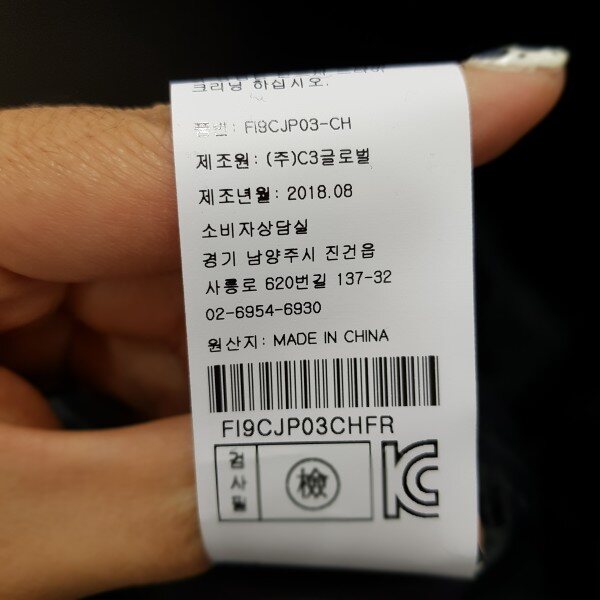 크리닝 하십시오.
품번: FI9CJP03-CH
제조원: (주)C3글로벌
제조년월: 2018.08
소비자상담실
경기 남양주시 진건읍
사릉로 620번길 137-32
02-6954-6930
원산지: MADE IN CHINA
FI9CJP03CHFR
검사필
檢
KC